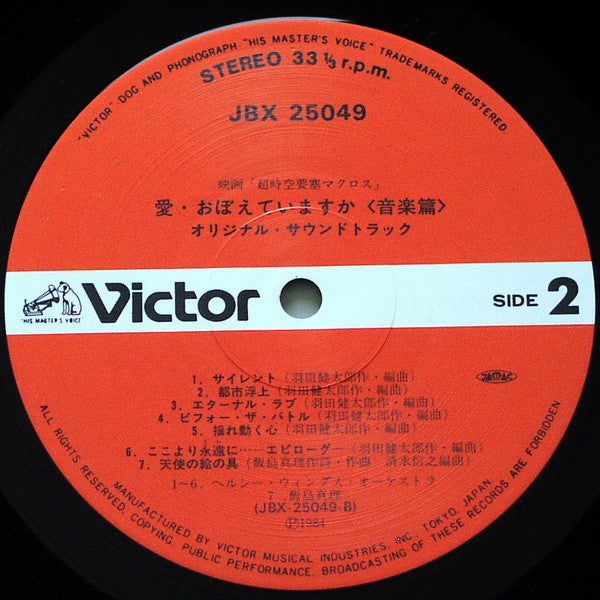 "VICTOR" DOG AND PHONOGRAPH "HIS MASTER'S VOICE" TRADEMARKS REGISTERED
STEREO 33 1/3 r.p.m.
JBX 25049
映画「超時空要塞マクロス」
愛・おぼえていますか〈音楽篇〉
オリジナル・サウンドトラック
"HIS MASTER'S VOICE"
Victor
SIDE 2
1. サイレント(羽田健太郎作・編曲)
2. 都市浮上(羽田健太郎作・編曲)
3. エターナル・ラブ(羽田健太郎作・編曲)
4. ビフォー・ザ・バトル(羽田健太郎作・編曲)
5. 揺れ動く心(羽田健太郎作・編曲)
6. ここより永遠に……エピローグ──(羽田健太郎作・編曲)
7. 天使の絵の具(飯島真理作詩・作曲 清水信之編曲)
1〜6. ヘルシー・ウィングス・オーケストラ
7. 飯島真理
(JBX-25049-B)
Ⓟ1984
JASRAC
ALL RIGHTS RESERVED. COPYING, PUBLIC PERFORMANCE, BROADCASTING OF THESE RECORDS ARE FORBIDDEN
MANUFACTURED BY VICTOR MUSICAL INDUSTRIES, INC., TOKYO, JAPAN